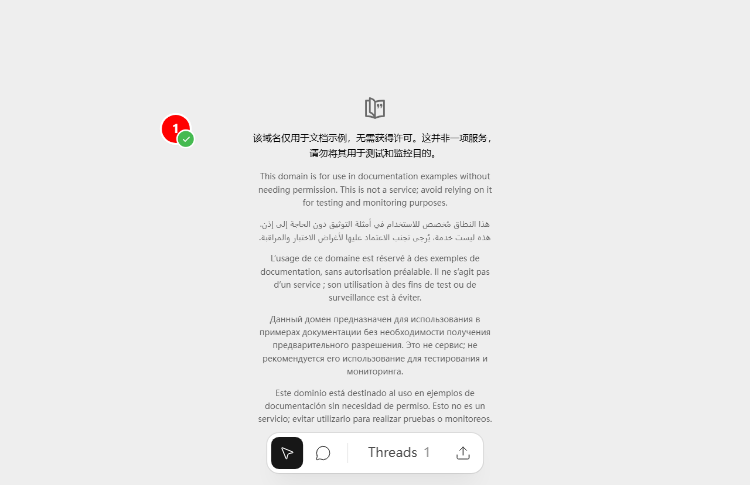 1
该域名仅用于文档示例，无需获得许可。这并非一项服务，
请勿将其用于测试和监控目的。
This domain is for use in documentation examples without
needing permission. This is not a service; avoid relying on it
for testing and monitoring purposes.
هذا النطاق مُخصص للاستخدام في أمثلة التوثيق دون الحاجة إلى إذن.
هذه ليست خدمة، يُرجى تجنب الاعتماد عليها لأغراض الاختبار والمراقبة.
L’usage de ce domaine est réservé à des exemples de
documentation, sans autorisation préalable. Il ne s’agit pas
d’un service ; son utilisation à des fins de test ou de
surveillance est à éviter.
Данный домен предназначен для использования в
примерах документации без необходимости получения
предварительного разрешения. Это не сервис; не
рекомендуется его использование для тестирования и
мониторинга.
Este dominio está destinado al uso en ejemplos de
documentación sin necesidad de permiso. Esto no es un
servicio; evitar utilizarlo para realizar pruebas o monitoreos.
Threads 1